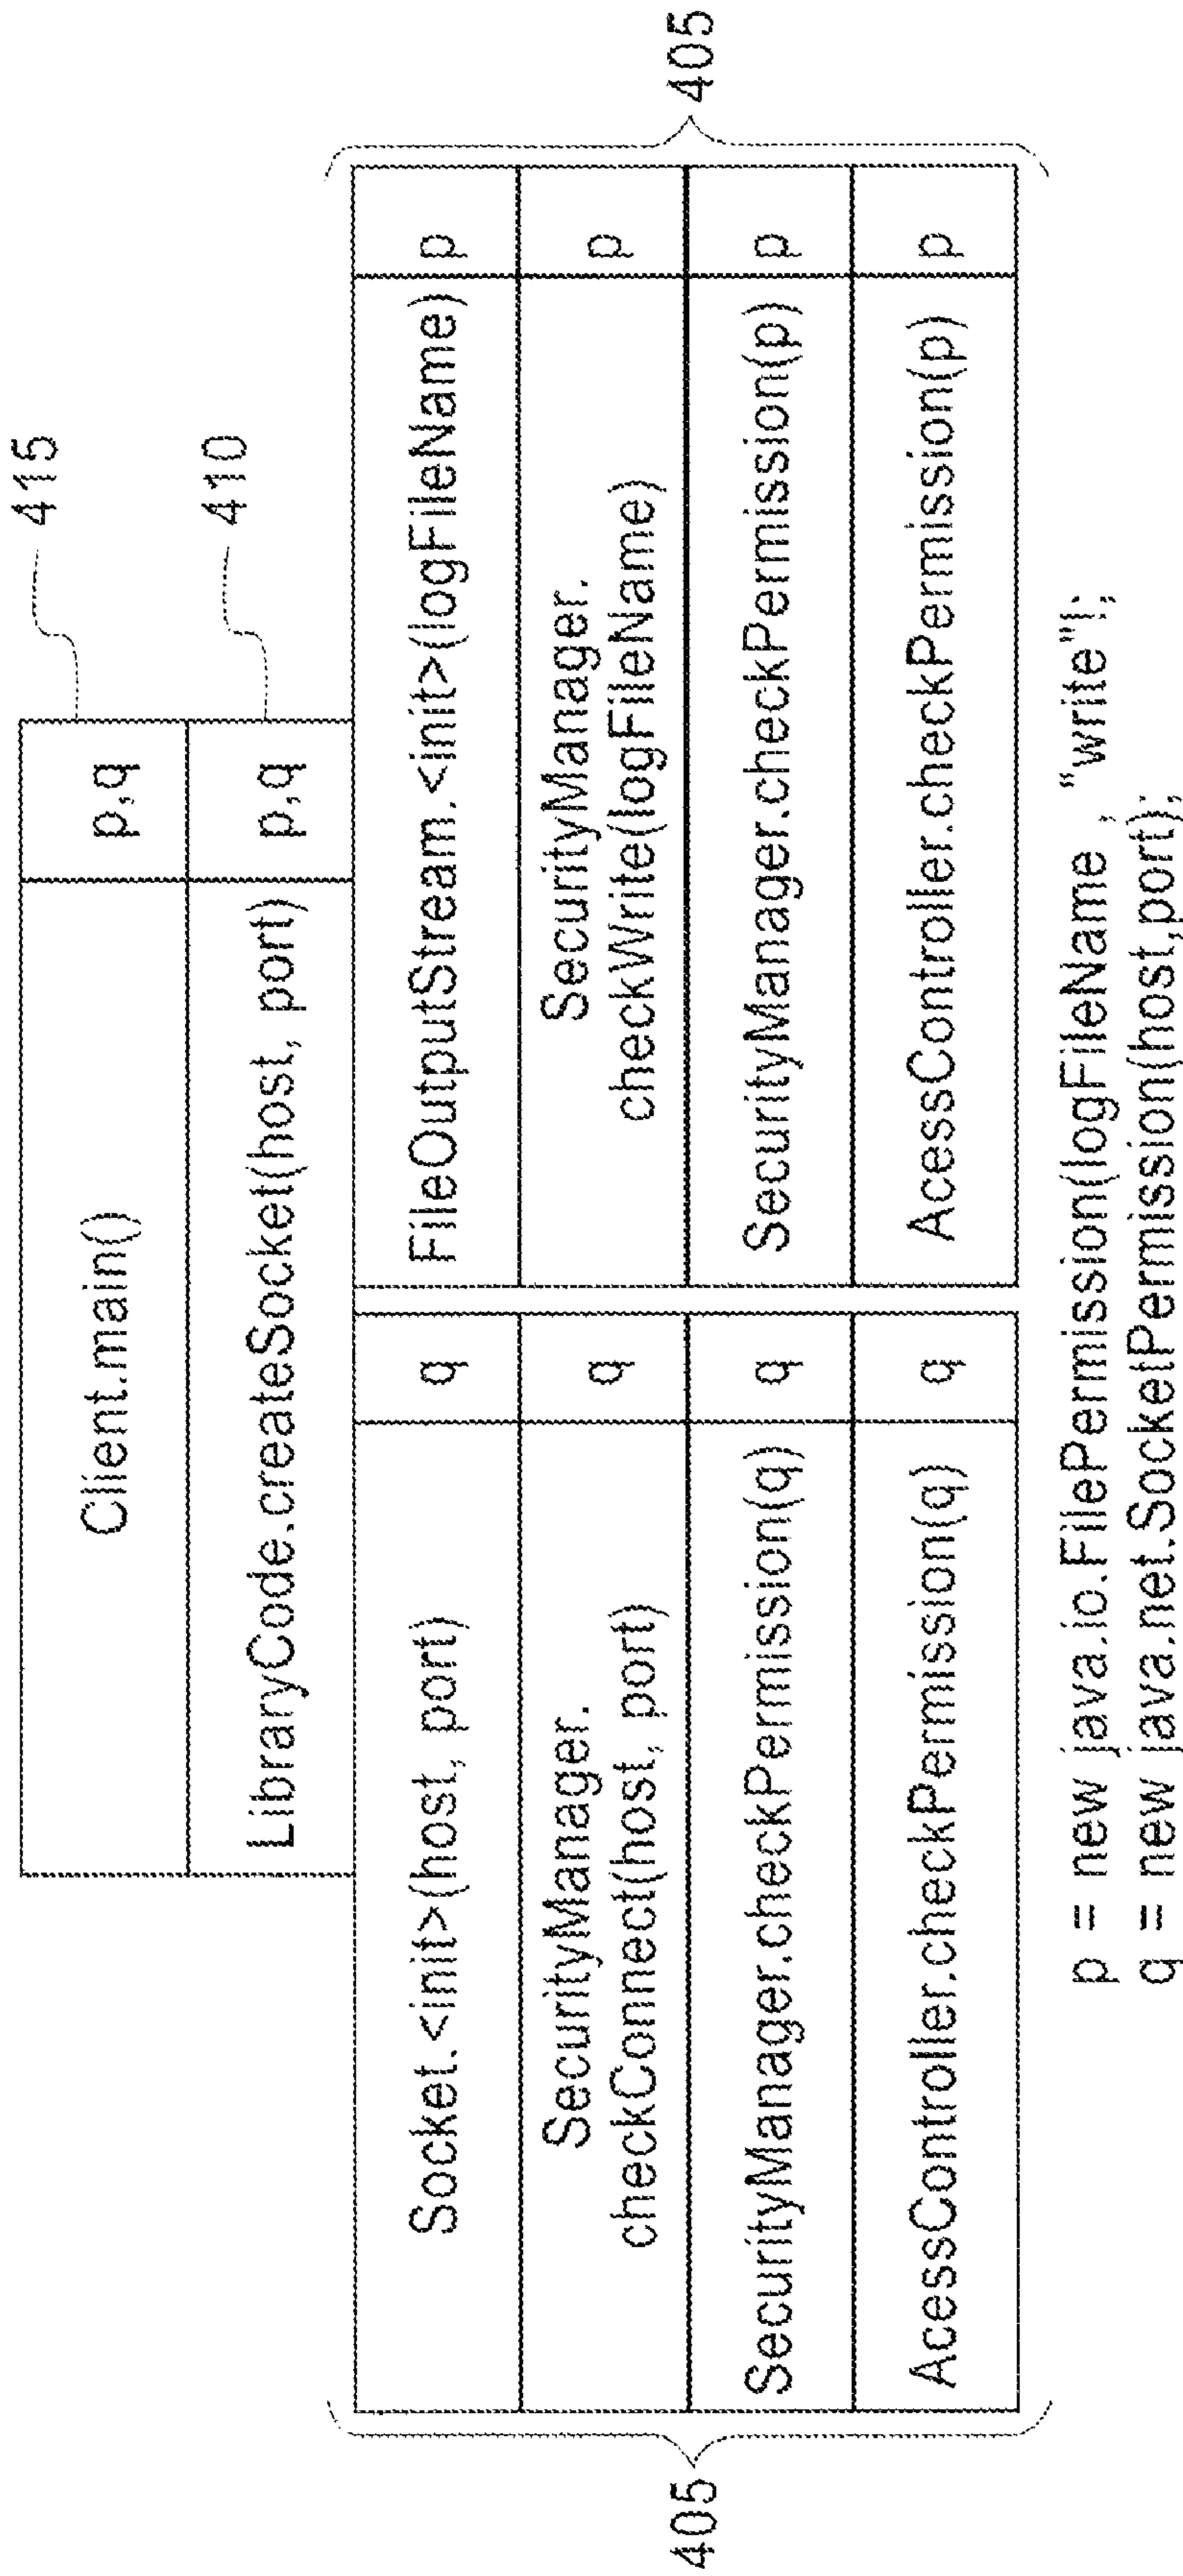 415
Client.main()
p,q
410
LibraryCode.createSocket(host, port)
p,q
405
Socket.<init>(host, port)
q
SecurityManager.
checkConnect(host, port)
q
SecurityManager.checkPermission(q)
q
AcessController.checkPermission(q)
q
FileOutputStream.<init>(logFileName)
p
SecurityManager.
checkWrite(logFileName)
p
SecurityManager.checkPermission(p)
p
AcessController.checkPermission(p)
p
405
p = new java.io.FilePermission(logFileName , "write");
q = new java.net.SocketPermission(host,port);